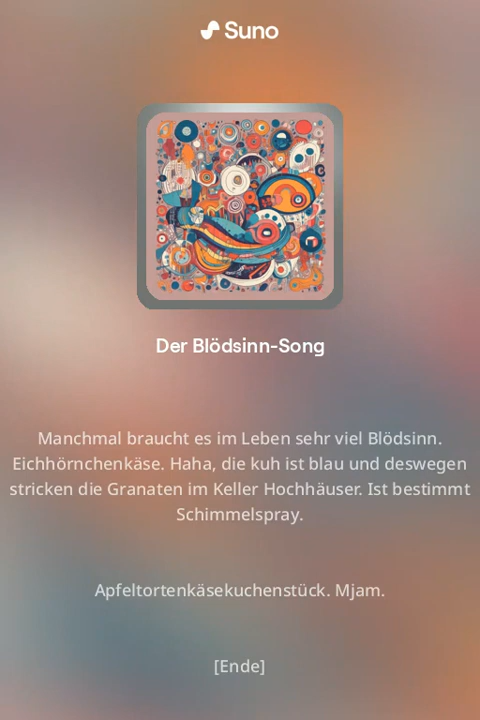 Suno
Der Blödsinn-Song
Manchmal braucht es im Leben sehr viel Blödsinn.
Eichhörnchenkäse. Haha, die kuh ist blau und deswegen
stricken die Granaten im Keller Hochhäuser. Ist bestimmt
Schimmelspray.
Apfeltortenkäsekuchenstück. Mjam.
[Ende]